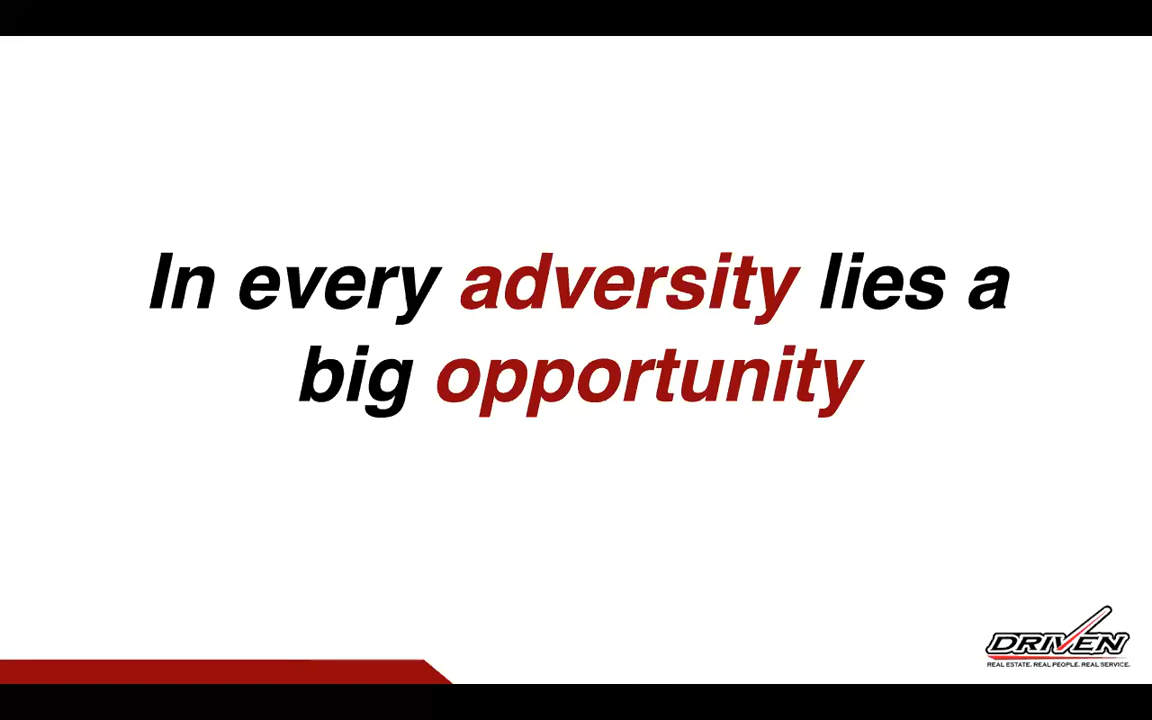 In every adversity lies a
big opportunity
DRIVEN
REAL ESTATE. REAL PEOPLE. REAL SERVICE.